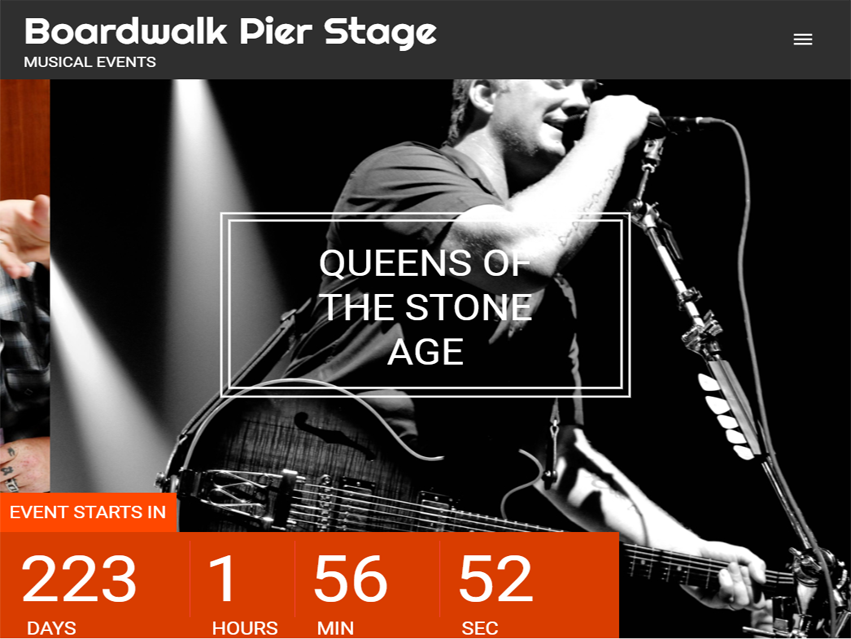 Boardwalk Pier Stage
MUSICAL EVENTS
QUEENS OF
THE STONE
AGE
EVENT STARTS IN
223 1 56 52
DAYS HOURS MIN SEC